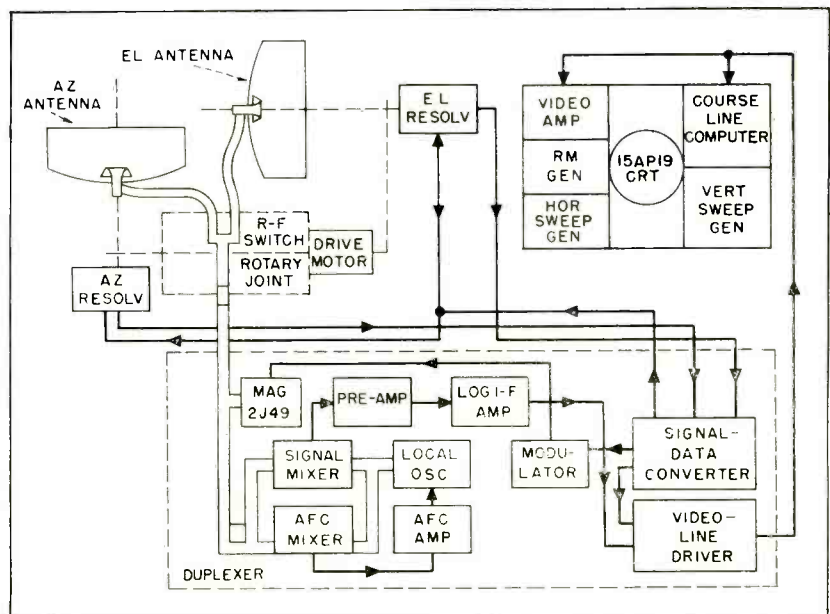 EL ANTENNA
AZ
ANTENNA
EL
RESOLV
VIDEO
AMP
RM
GEN
HOR
SWEEP
GEN
15AP19
CRT
COURSE
LINE
COMPUTER
VERT
SWEEP
GEN
R-F
SWITCH
ROTARY
JOINT
DRIVE
MOTOR
AZ
RESOLV
MAG
2J49
PRE-AMP
LOG I-F
AMP
SIGNAL
MIXER
LOCAL
OSC
MODU-
LATOR
SIGNAL-
DATA
CONVERTER
AFC
MIXER
AFC
AMP
VIDEO-
LINE
DRIVER
DUPLEXER